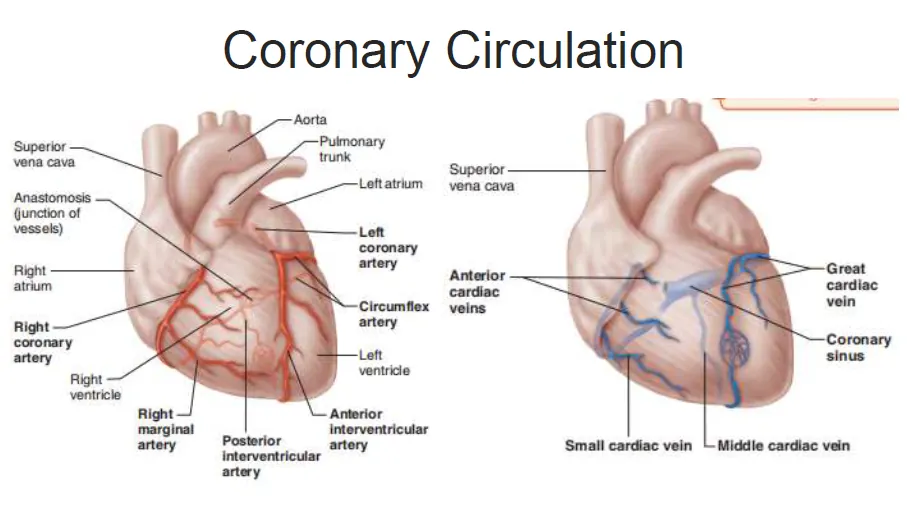 Coronary Circulation
Aorta
Pulmonary
trunk
Superior
vena cava
Left atrium
Anastomosis
(junction of
vessels)
Left
coronary
artery
Right
atrium
Circumflex
artery
Right
coronary
artery
Left
ventricle
Right
ventricle
Right
marginal
artery
Posterior
interventricular
artery
Anterior
interventricular
artery
Superior
vena cava
Anterior
cardiac
veins
Great
cardiac
vein
Coronary
sinus
Small cardiac vein
Middle cardiac vein